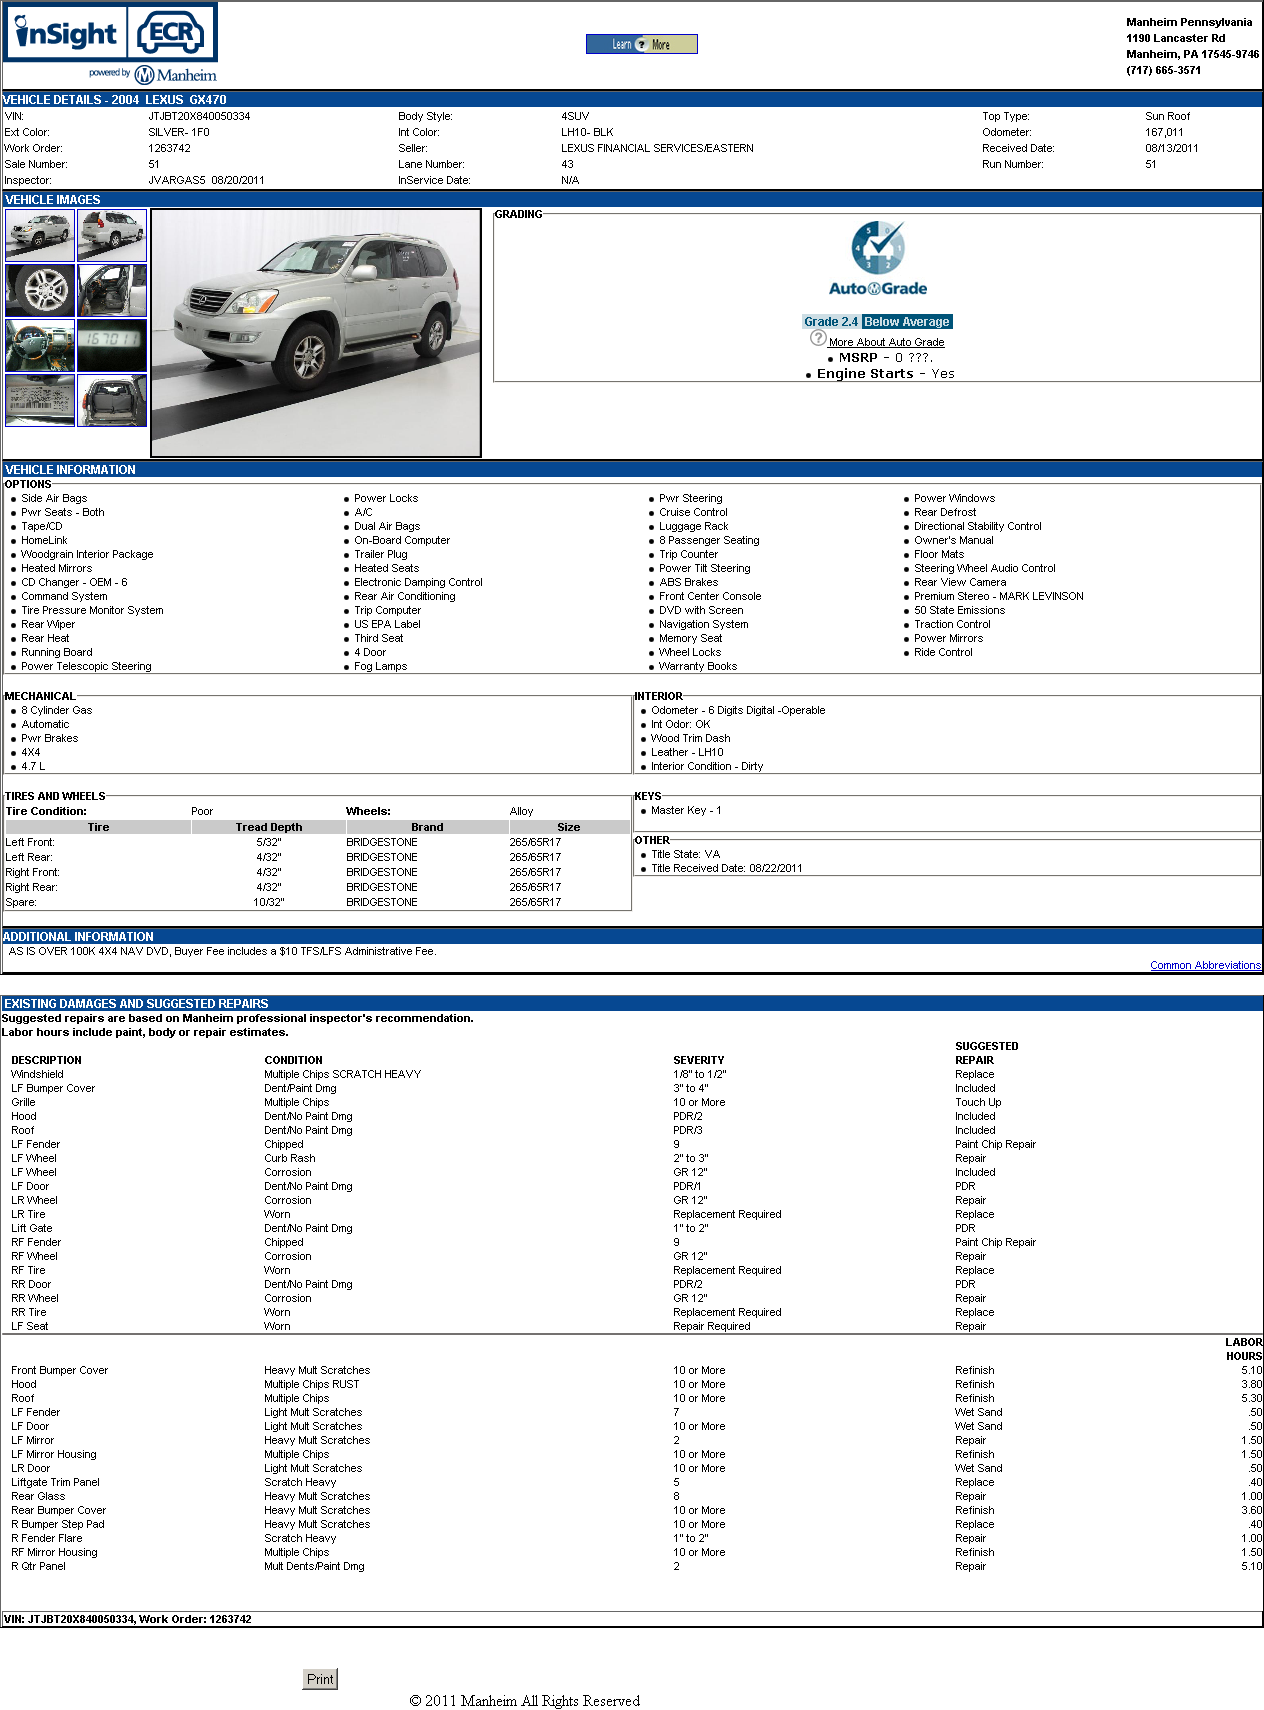 inSight ECR
powered by Manheim
Learn ? More
Manheim Pennsylvania
1190 Lancaster Rd
Manheim, PA 17545-9746
(717) 665-3571
VEHICLE DETAILS - 2004 LEXUS GX470
VIN: JTJBT20X840050334 Body Style: 4SUV Top Type: Sun Roof
Ext Color: SILVER- 1F0 Int Color: LH10- BLK Odometer: 167,011
Work Order: 1263742 Seller: LEXUS FINANCIAL SERVICES/EASTERN Received Date: 08/13/2011
Sale Number: 51 Lane Number: 43 Run Number: 51
Inspector: JVARGAS5 08/20/2011 InService Date: N/A
VEHICLE IMAGES
167011
GRADING
5 0 4 1 3 2
AutoGrade
Grade 2.4 Below Average
? More About Auto Grade
• MSRP - 0 ???.
• Engine Starts - Yes
VEHICLE INFORMATION
OPTIONS
• Side Air Bags • Power Locks • Pwr Steering • Power Windows
• Pwr Seats - Both • A/C • Cruise Control • Rear Defrost
• Tape/CD • Dual Air Bags • Luggage Rack • Directional Stability Control
• HomeLink • On-Board Computer • 8 Passenger Seating • Owner's Manual
• Woodgrain Interior Package • Trailer Plug • Trip Counter • Floor Mats
• Heated Mirrors • Heated Seats • Power Tilt Steering • Steering Wheel Audio Control
• CD Changer - OEM - 6 • Electronic Damping Control • ABS Brakes • Rear View Camera
• Command System • Rear Air Conditioning • Front Center Console • Premium Stereo - MARK LEVINSON
• Tire Pressure Monitor System • Trip Computer • DVD with Screen • 50 State Emissions
• Rear Wiper • US EPA Label • Navigation System • Traction Control
• Rear Heat • Third Seat • Memory Seat • Power Mirrors
• Running Board • 4 Door • Wheel Locks • Ride Control
• Power Telescopic Steering • Fog Lamps • Warranty Books
MECHANICAL
• 8 Cylinder Gas
• Automatic
• Pwr Brakes
• 4X4
• 4.7 L
INTERIOR
• Odometer - 6 Digits Digital -Operable
• Int Odor: OK
• Wood Trim Dash
• Leather - LH10
• Interior Condition - Dirty
TIRES AND WHEELS
Tire Condition: Poor Wheels: Alloy
Tire Tread Depth Brand Size
Left Front: 5/32" BRIDGESTONE 265/65R17
Left Rear: 4/32" BRIDGESTONE 265/65R17
Right Front: 4/32" BRIDGESTONE 265/65R17
Right Rear: 4/32" BRIDGESTONE 265/65R17
Spare: 10/32" BRIDGESTONE 265/65R17
KEYS
• Master Key - 1
OTHER
• Title State: VA
• Title Received Date: 08/22/2011
ADDITIONAL INFORMATION
AS IS OVER 100K 4X4 NAV DVD, Buyer Fee includes a $10 TFS/LFS Administrative Fee.
Common Abbreviations
EXISTING DAMAGES AND SUGGESTED REPAIRS
Suggested repairs are based on Manheim professional inspector's recommendation.
Labor hours include paint, body or repair estimates.
DESCRIPTION CONDITION SEVERITY SUGGESTED REPAIR
Windshield Multiple Chips SCRATCH HEAVY 1/8" to 1/2" Replace
LF Bumper Cover Dent/Paint Dmg 3" to 4" Included
Grille Multiple Chips 10 or More Touch Up
Hood Dent/No Paint Dmg PDR/2 Included
Roof Dent/No Paint Dmg PDR/3 Included
LF Fender Chipped 9 Paint Chip Repair
LF Wheel Curb Rash 2" to 3" Repair
LF Wheel Corrosion GR 12" Included
LF Door Dent/No Paint Dmg PDR/1 PDR
LR Wheel Corrosion GR 12" Repair
LR Tire Worn Replacement Required Replace
Lift Gate Dent/No Paint Dmg 1" to 2" PDR
RF Fender Chipped 9 Paint Chip Repair
RF Wheel Corrosion GR 12" Repair
RF Tire Worn Replacement Required Replace
RR Door Dent/No Paint Dmg PDR/2 PDR
RR Wheel Corrosion GR 12" Repair
RR Tire Worn Replacement Required Replace
LF Seat Worn Repair Required Repair
LABOR HOURS
Front Bumper Cover Heavy Mult Scratches 10 or More Refinish 5.10
Hood Multiple Chips RUST 10 or More Refinish 3.80
Roof Multiple Chips 10 or More Refinish 5.30
LF Fender Light Mult Scratches 7 Wet Sand .50
LF Door Light Mult Scratches 10 or More Wet Sand .50
LF Mirror Heavy Mult Scratches 2 Repair 1.50
LF Mirror Housing Multiple Chips 10 or More Refinish 1.50
LR Door Light Mult Scratches 10 or More Wet Sand .50
Liftgate Trim Panel Scratch Heavy 5 Replace .40
Rear Glass Heavy Mult Scratches 8 Repair 1.00
Rear Bumper Cover Heavy Mult Scratches 10 or More Refinish 3.60
R Bumper Step Pad Heavy Mult Scratches 10 or More Replace .40
R Fender Flare Scratch Heavy 1" to 2" Repair 1.00
RF Mirror Housing Multiple Chips 10 or More Refinish 1.50
R Qtr Panel Mult Dents/Paint Dmg 2 Repair 5.10
VIN: JTJBT20X840050334, Work Order: 1263742
Print
© 2011 Manheim All Rights Reserved